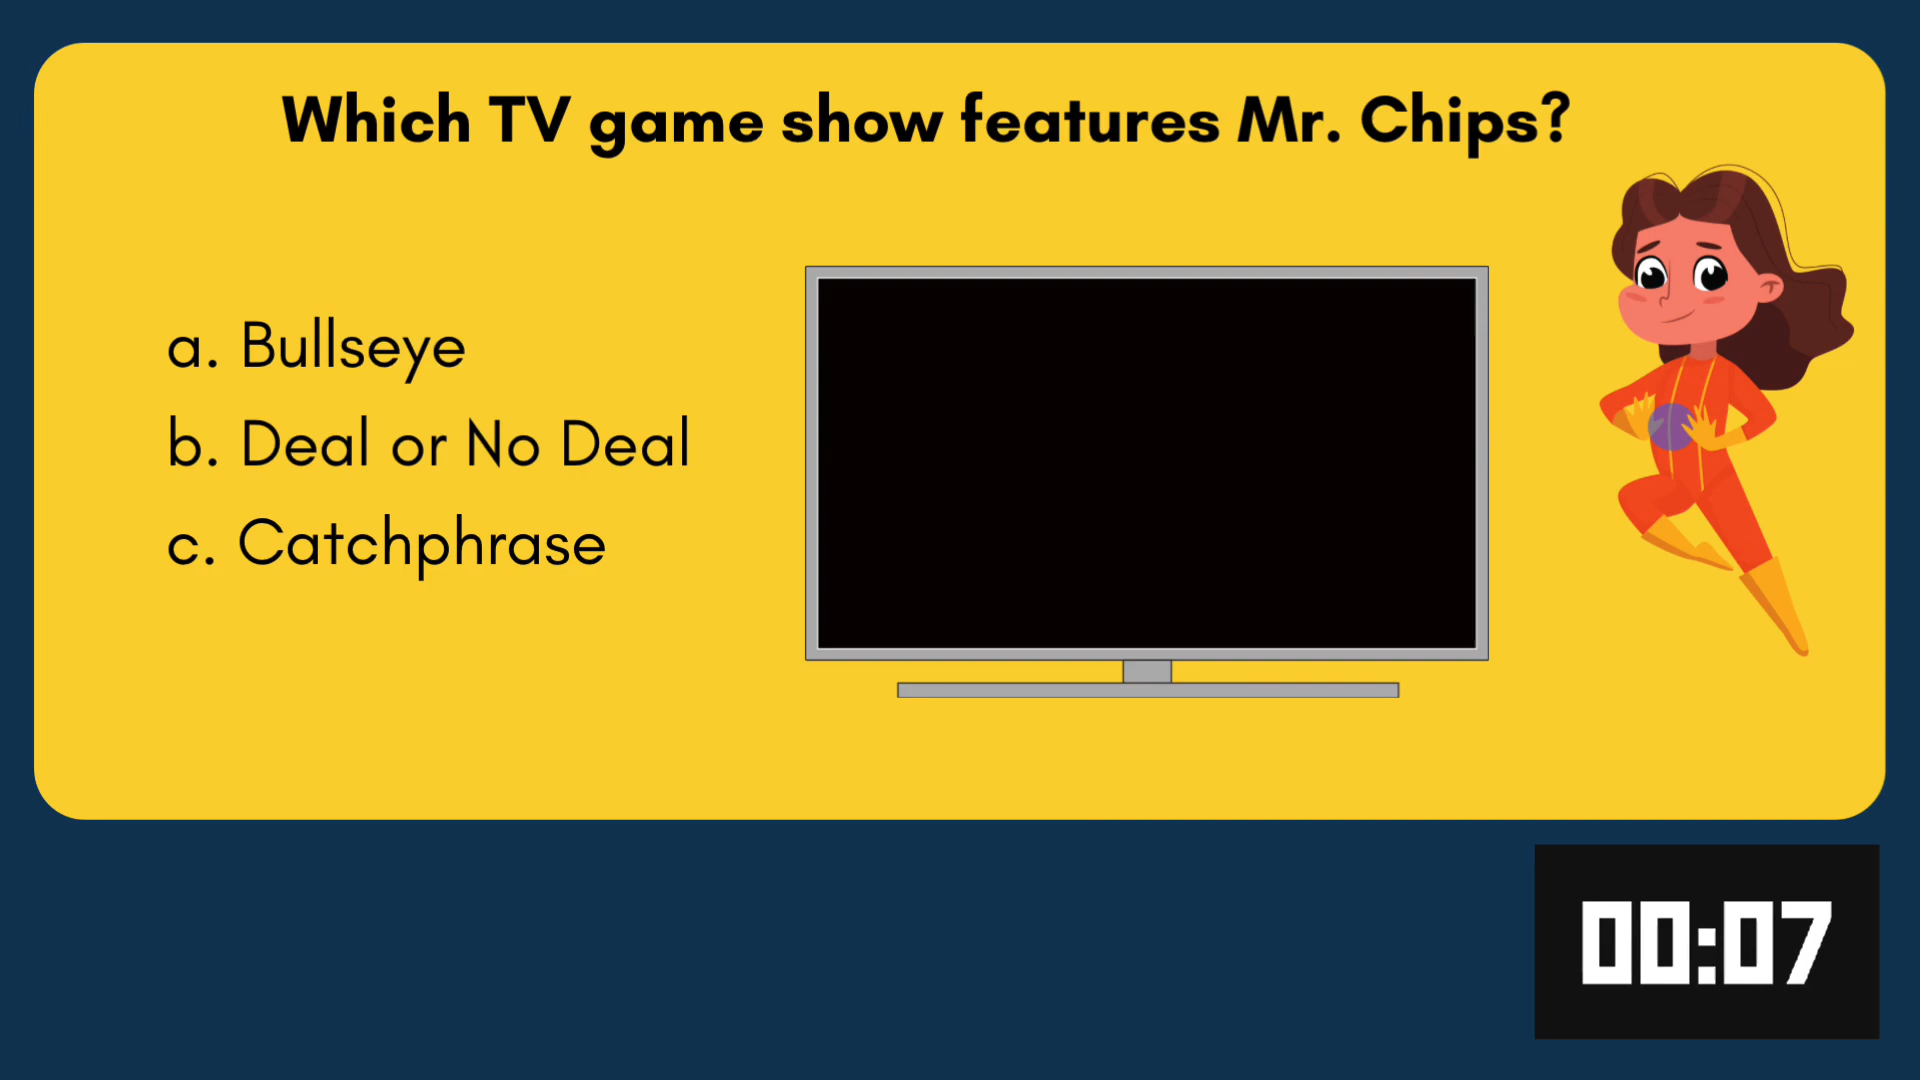 Which TV game show features Mr. Chips?
a. Bullseye
b. Deal or No Deal
c. Catchphrase
00:07